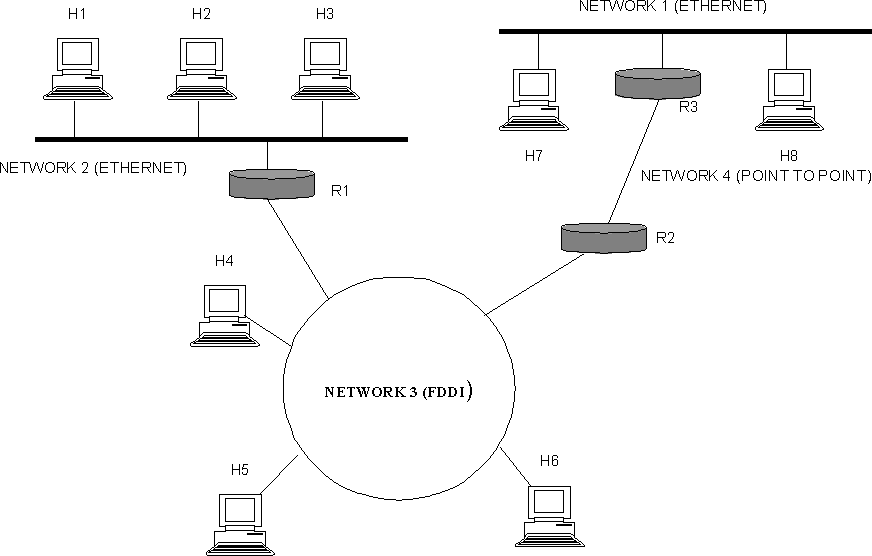 NETWORK 1 (ETHERNET)
H1
H2
H3
R3
H7
H8
NETWORK 2 (ETHERNET)
NETWORK 4 (POINT TO POINT)
R1
R2
H4
NETWORK 3 (FDDI)
H5
H6